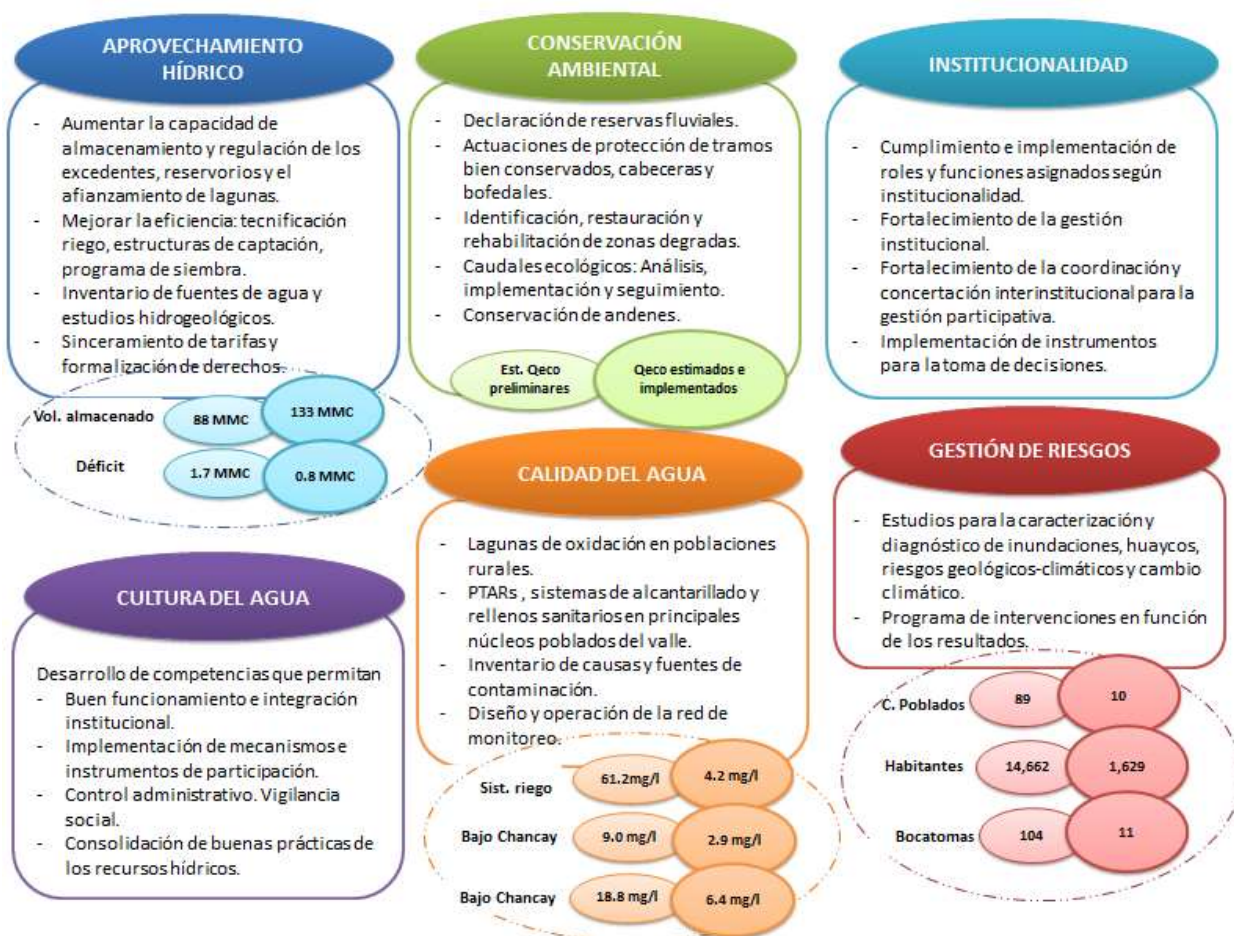 APROVECHAMIENTO
HÍDRICO
- Aumentar la capacidad de
almacenamiento y regulación de los
excedentes, reservorios y el
afianzamiento de lagunas.
- Mejorar la eficiencia: tecnificación
riego, estructuras de captación,
programa de siembra.
- Inventario de fuentes de agua y
estudios hidrogeológicos.
- Sinceramiento de tarifas y
formalización de derechos.
Vol. almacenado
88 MMC
133 MMC
Déficit
1.7 MMC
0.8 MMC
CONSERVACIÓN
AMBIENTAL
- Declaración de reservas fluviales.
- Actuaciones de protección de tramos
bien conservados, cabeceras y
bofedales.
- Identificación, restauración y
rehabilitación de zonas degradas.
- Caudales ecológicos: Análisis,
implementación y seguimiento.
- Conservación de andenes.
Est. Qeco
preliminares
Qeco estimados e
implementados
INSTITUCIONALIDAD
- Cumplimiento e implementación de
roles y funciones asignados según
institucionalidad.
- Fortalecimiento de la gestión
institucional.
- Fortalecimiento de la coordinación y
concertación interinstitucional para la
gestión participativa.
- Implementación de instrumentos
para la toma de decisiones.
CULTURA DEL AGUA
Desarrollo de competencias que permitan
- Buen funcionamiento e integración
institucional.
- Implementación de mecanismos e
instrumentos de participación.
- Control administrativo. Vigilancia
social.
- Consolidación de buenas prácticas de
los recursos hídricos.
CALIDAD DEL AGUA
- Lagunas de oxidación en poblaciones
rurales.
- PTARs , sistemas de alcantarillado y
rellenos sanitarios en principales
núcleos poblados del valle.
- Inventario de causas y fuentes de
contaminación.
- Diseño y operación de la red de
monitoreo.
Sist. riego
61.2mg/l
4.2 mg/l
Bajo Chancay
9.0 mg/l
2.9 mg/l
Bajo Chancay
18.8 mg/l
6.4 mg/l
GESTIÓN DE RIESGOS
- Estudios para la caracterización y
diagnóstico de inundaciones, huaycos,
riesgos geológicos-climáticos y cambio
climático.
- Programa de intervenciones en función
de los resultados.
C. Poblados
89
10
Habitantes
14,662
1,629
Bocatomas
104
11